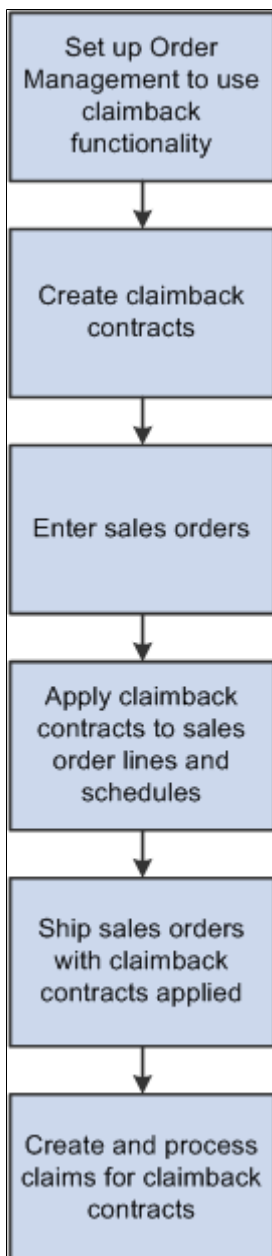 Set up Order
Management to use
claimback
functionality
Create claimback
contracts
Enter sales orders
Apply claimback
contracts to sales
order lines and
schedules
Ship sales orders
with claimback
contracts applied
Create and process
claims for claimback
contracts